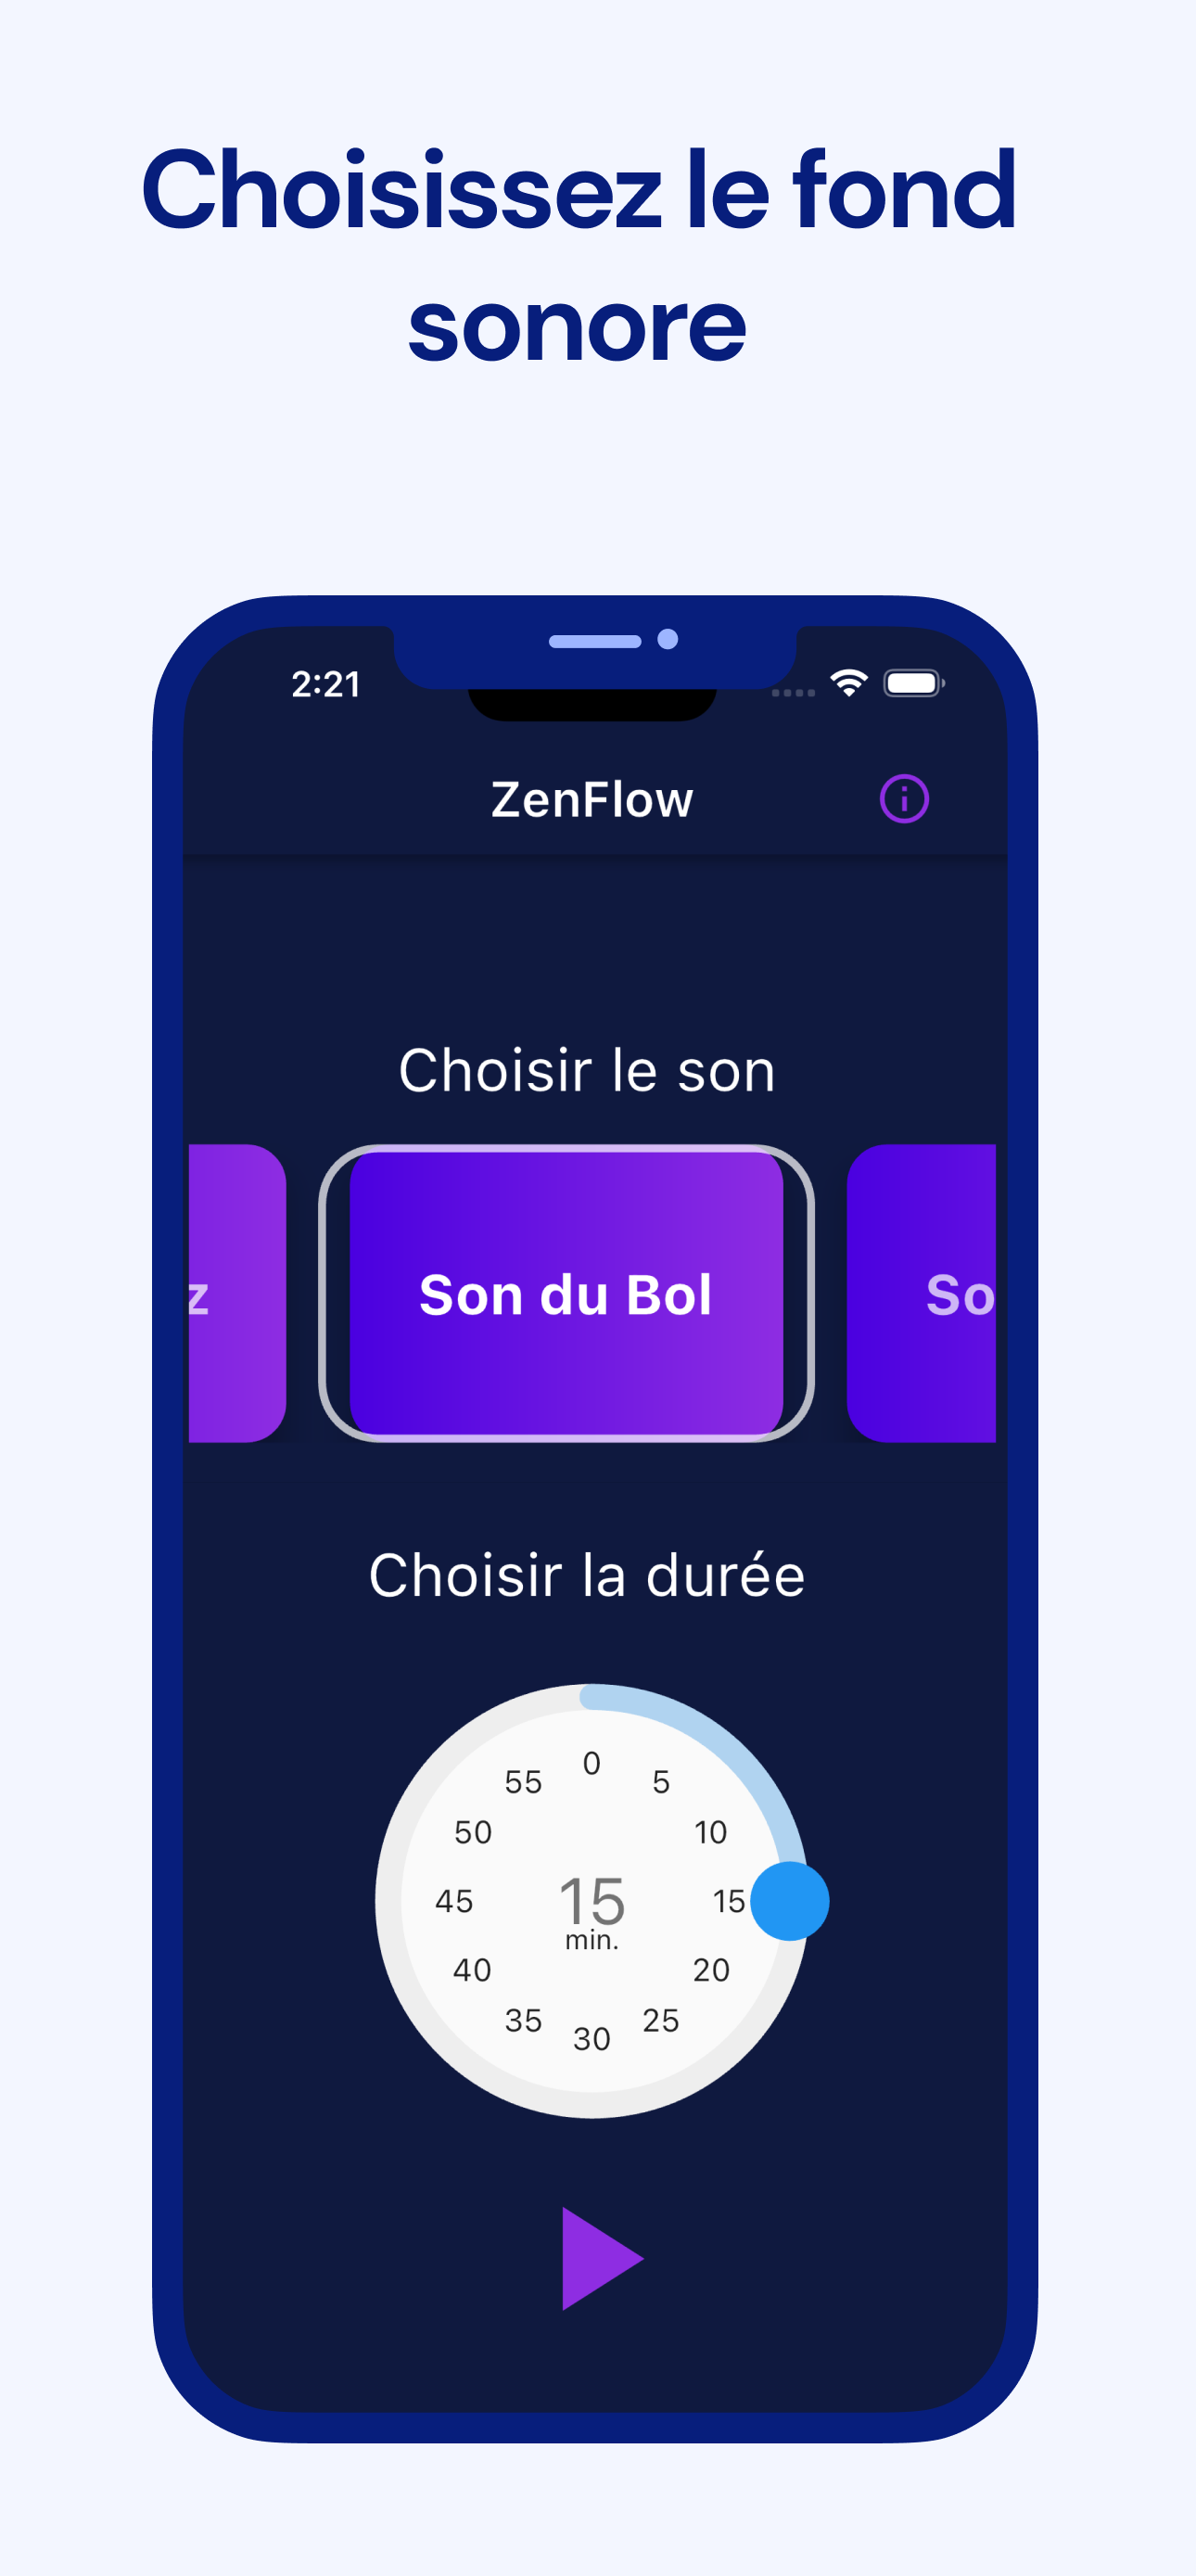 Choisissez le fond
sonore
2:21
ZenFlow
Choisir le son
z Son du Bol So
Choisir la durée
0
55 5
50 10
45 15 15
min.
40 20
35 25
30